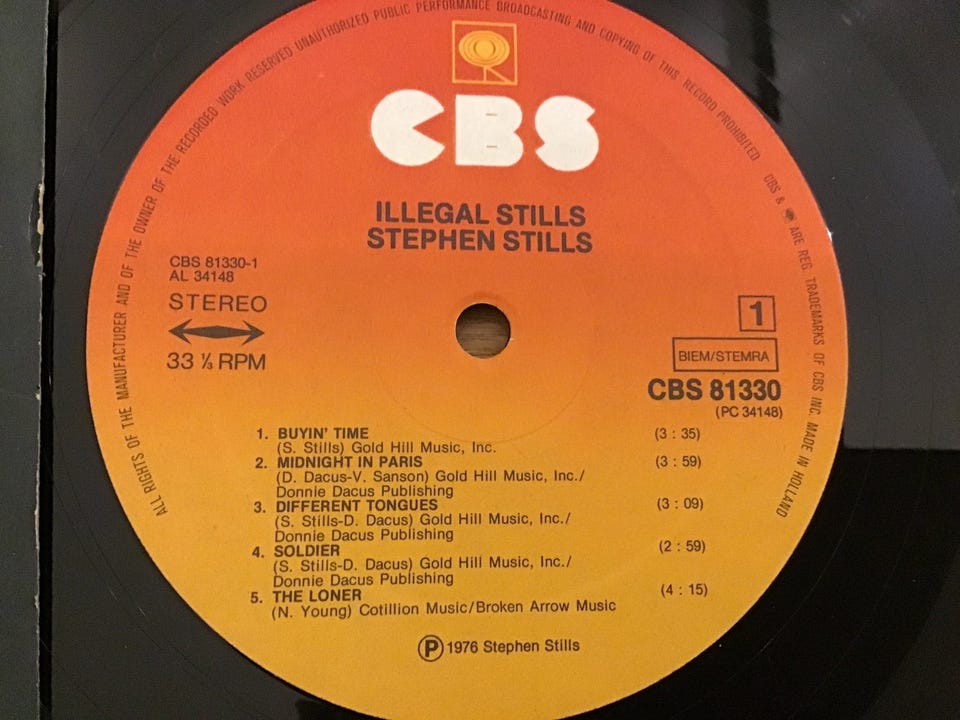 ALL RIGHTS OF THE MANUFACTURER AND OF THE OWNER OF THE RECORDED WORK RESERVED UNAUTHORIZED PUBLIC PERFORMANCE BROADCASTING AND COPYING OF THIS RECORD PROHIBITED CBS & ARE REG. TRADEMARKS OF CBS INC. MADE IN HOLLAND
CBS
ILLEGAL STILLS
STEPHEN STILLS
CBS 81330-1
AL 34148
STEREO
33 ⅓ RPM
1
BIEM/STEMRA
CBS 81330
(PC 34148)
1. BUYIN' TIME (3 : 35)
(S. Stills) Gold Hill Music, Inc.
2. MIDNIGHT IN PARIS (3 : 59)
(D. Dacus-V. Sanson) Gold Hill Music, Inc./
Donnie Dacus Publishing
3. DIFFERENT TONGUES (3 : 09)
(S. Stills-D. Dacus) Gold Hill Music, Inc./
Donnie Dacus Publishing
4. SOLDIER (2 : 59)
(S. Stills-D. Dacus) Gold Hill Music, Inc./
Donnie Dacus Publishing
5. THE LONER (4 : 15)
(N. Young) Cotillion Music/Broken Arrow Music
Ⓟ 1976 Stephen Stills